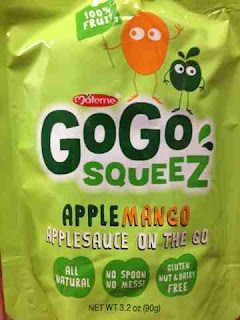 100% FRUIT
Materne
GOGO
SQUEEZ
APPLEMANGO
APPLESAUCE ON THE GO
ALL
NATURAL
NO SPOON
NO MESS!
GLUTEN
NUT & DAIRY
FREE
NET WT 3.2 oz (90g)